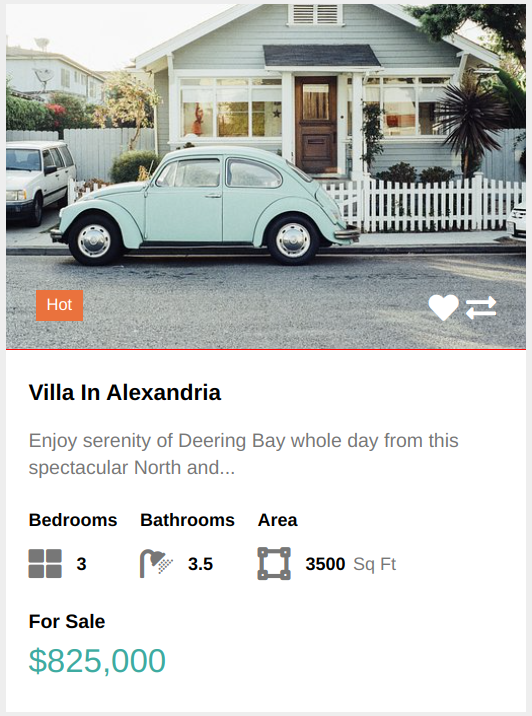 Hot
Villa In Alexandria
Enjoy serenity of Deering Bay whole day from this
spectacular North and...
Bedrooms Bathrooms Area
3 3.5 3500 Sq Ft
For Sale
$825,000